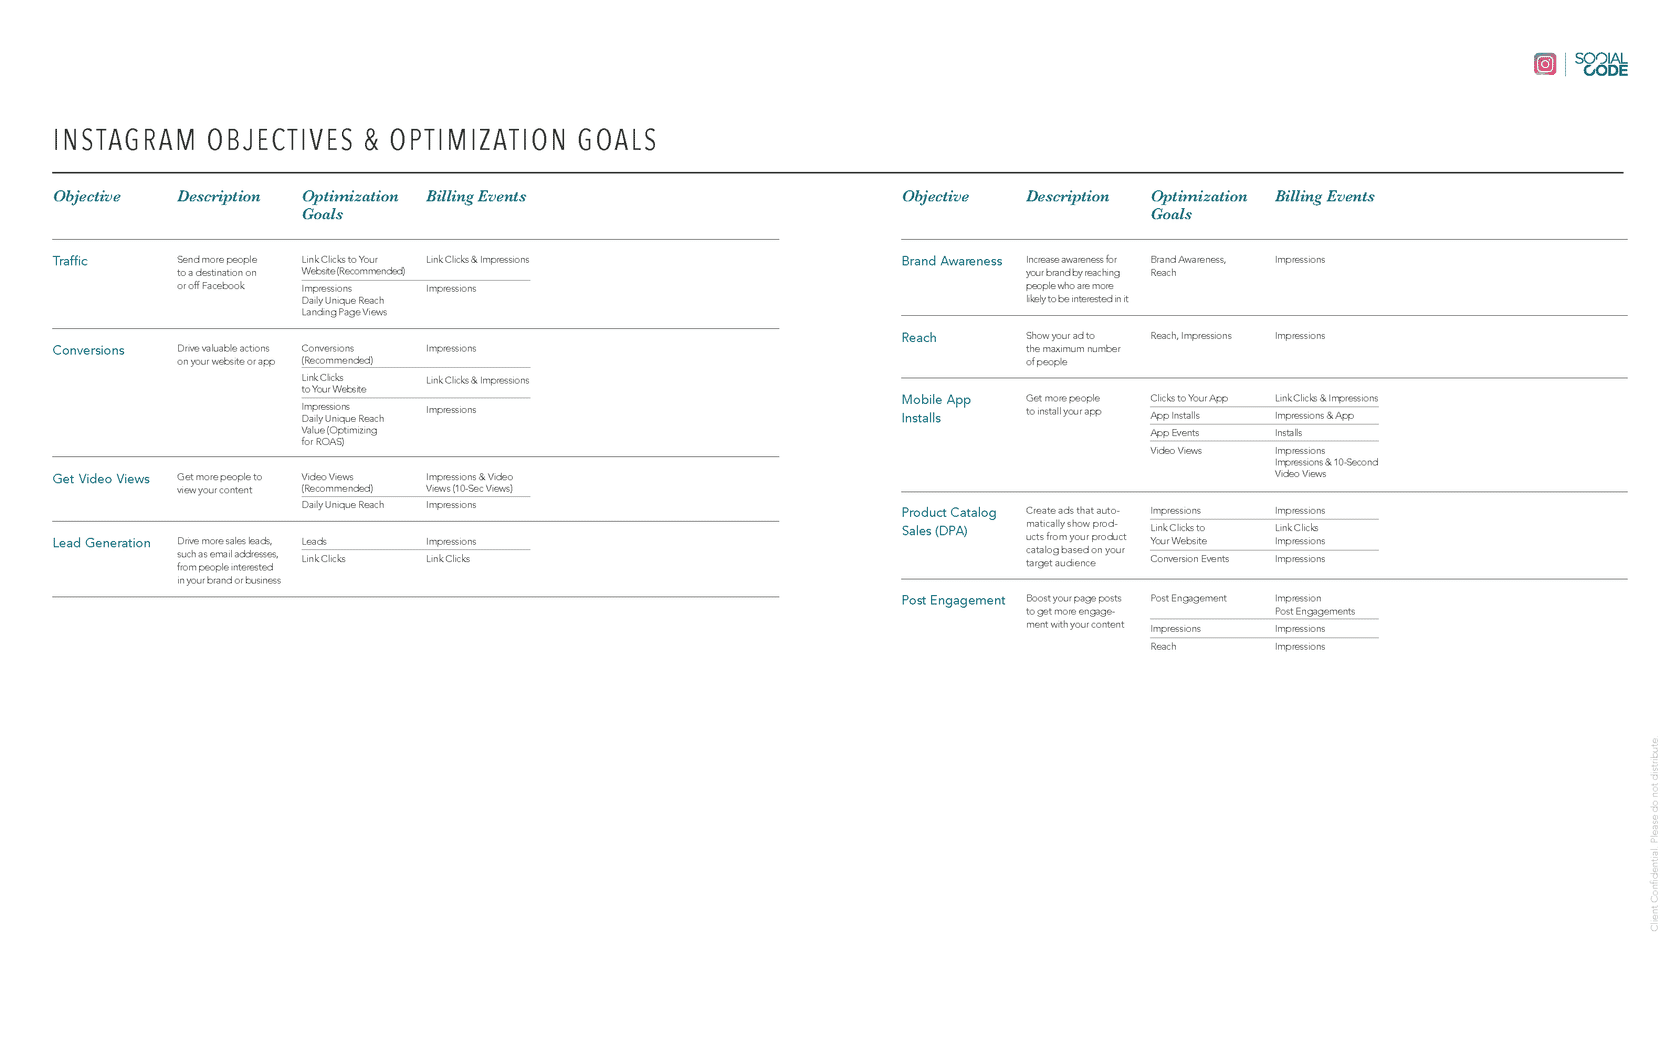 SOCIAL
CODE
INSTAGRAM OBJECTIVES & OPTIMIZATION GOALS
Objective Description Optimization Billing Events
Goals
Traffic Send more people Link Clicks to Your Link Clicks & Impressions
to a destination on Website (Recommended)
or off Facebook Impressions Impressions
Daily Unique Reach
Landing Page Views
Conversions Drive valuable actions Conversions Impressions
on your website or app (Recommended)
Link Clicks Link Clicks & Impressions
to Your Website
Impressions Impressions
Daily Unique Reach
Value (Optimizing
for ROAS)
Get Video Views Get more people to Video Views Impressions & Video
view your content (Recommended) Views (10-Sec Views)
Daily Unique Reach Impressions
Lead Generation Drive more sales leads, Leads Impressions
such as email addresses, Link Clicks Link Clicks
from people interested
in your brand or business
Objective Description Optimization Billing Events
Goals
Brand Awareness Increase awareness for Brand Awareness, Impressions
your brand by reaching Reach
people who are more
likely to be interested in it
Reach Show your ad to Reach, Impressions Impressions
the maximum number
of people
Mobile App Get more people Clicks to Your App Link Clicks & Impressions
Installs to install your app App Installs Impressions & App
App Events Installs
Video Views Impressions
Impressions & 10-Second
Video Views
Product Catalog Create ads that auto- Impressions Impressions
Sales (DPA) matically show prod- Link Clicks to Link Clicks
ucts from your product Your Website Impressions
catalog based on your Conversion Events Impressions
target audience
Post Engagement Boost your page posts Post Engagement Impression
to get more engage- Post Engagements
ment with your content Impressions Impressions
Reach Impressions
Client Confidential. Please do not distribute